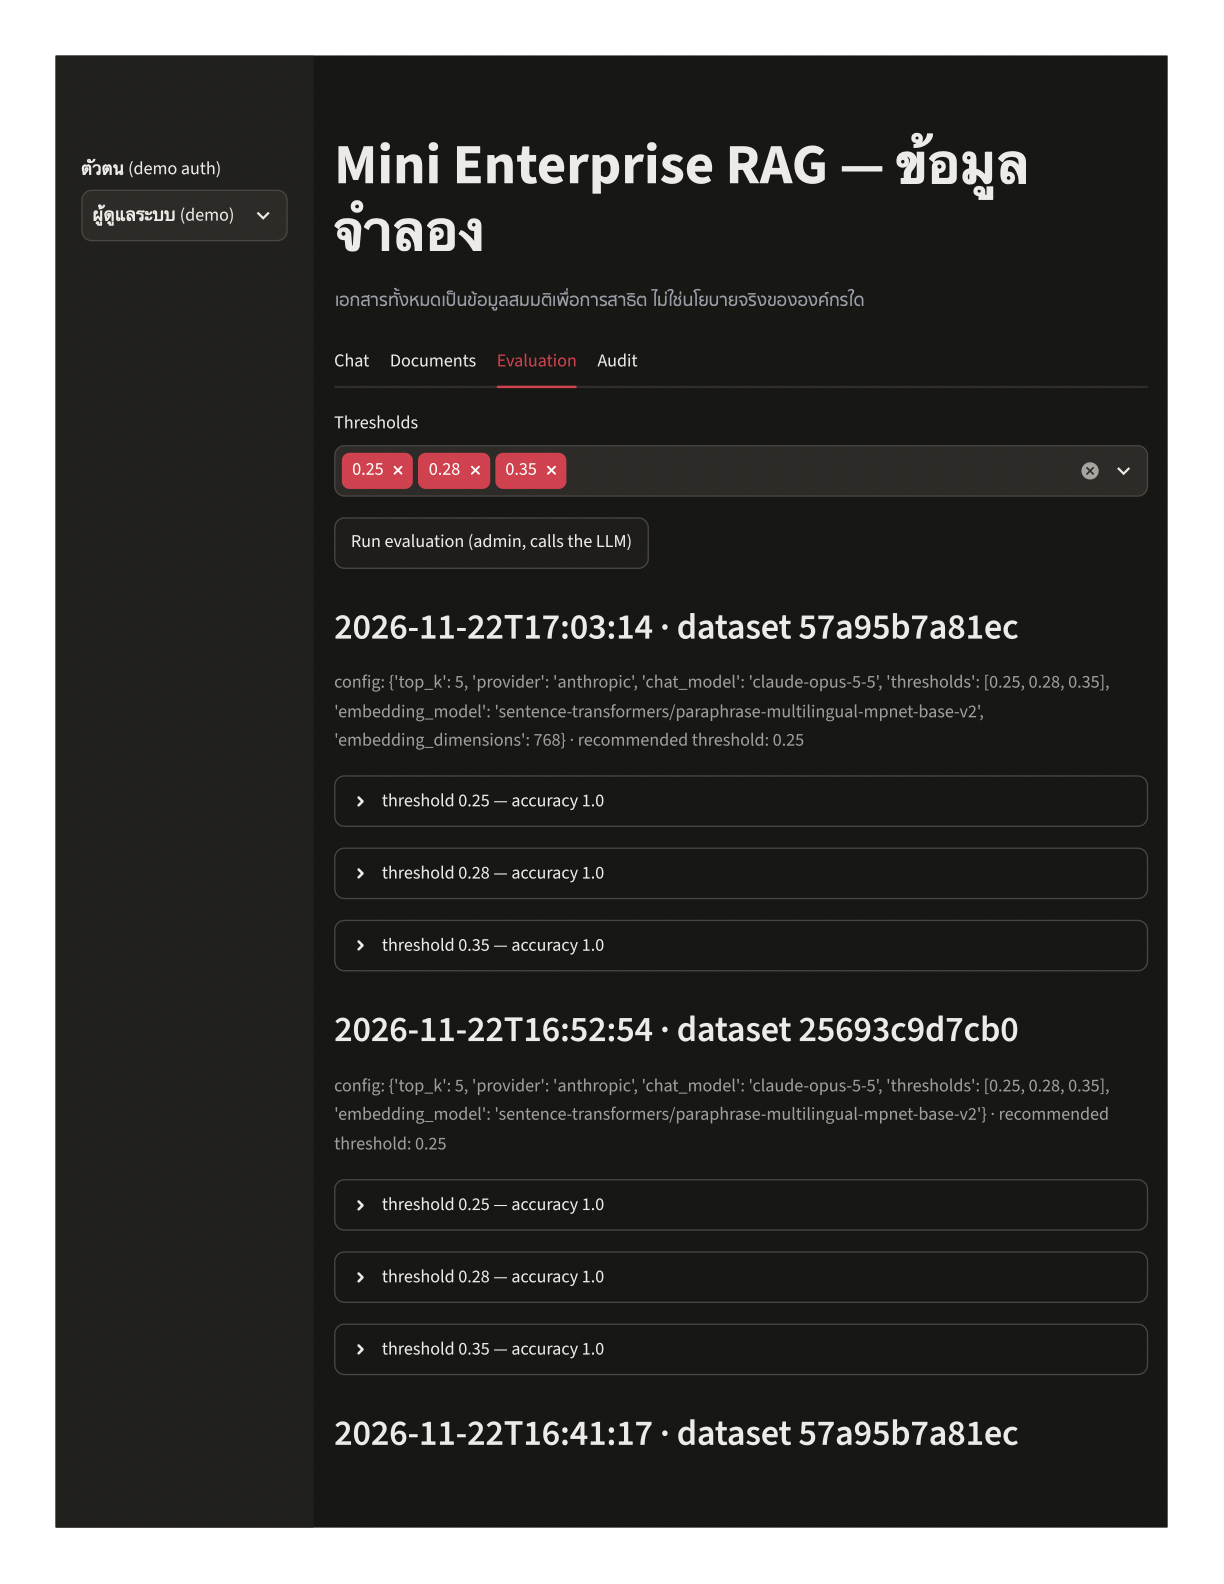 ตัวตน (demo auth)
ผู้ดูแลระบบ (demo)
Mini Enterprise RAG — ข้อมูล
จำลอง
เอกสารทั้งหมดเป็นข้อมูลสมมติเพื่อการสาธิต ไม่ใช่นโยบายจริงขององค์กรใด
Chat Documents Evaluation Audit
Thresholds
0.25 0.28 0.35
Run evaluation (admin, calls the LLM)
2026-11-22T17:03:14 · dataset 57a95b7a81ec
config: {'top_k': 5, 'provider': 'anthropic', 'chat_model': 'claude-opus-5-5', 'thresholds': [0.25, 0.28, 0.35],
'embedding_model': 'sentence-transformers/paraphrase-multilingual-mpnet-base-v2',
'embedding_dimensions': 768} · recommended threshold: 0.25
threshold 0.25 — accuracy 1.0
threshold 0.28 — accuracy 1.0
threshold 0.35 — accuracy 1.0
2026-11-22T16:52:54 · dataset 25693c9d7cb0
config: {'top_k': 5, 'provider': 'anthropic', 'chat_model': 'claude-opus-5-5', 'thresholds': [0.25, 0.28, 0.35],
'embedding_model': 'sentence-transformers/paraphrase-multilingual-mpnet-base-v2'} · recommended
threshold: 0.25
threshold 0.25 — accuracy 1.0
threshold 0.28 — accuracy 1.0
threshold 0.35 — accuracy 1.0
2026-11-22T16:41:17 · dataset 57a95b7a81ec